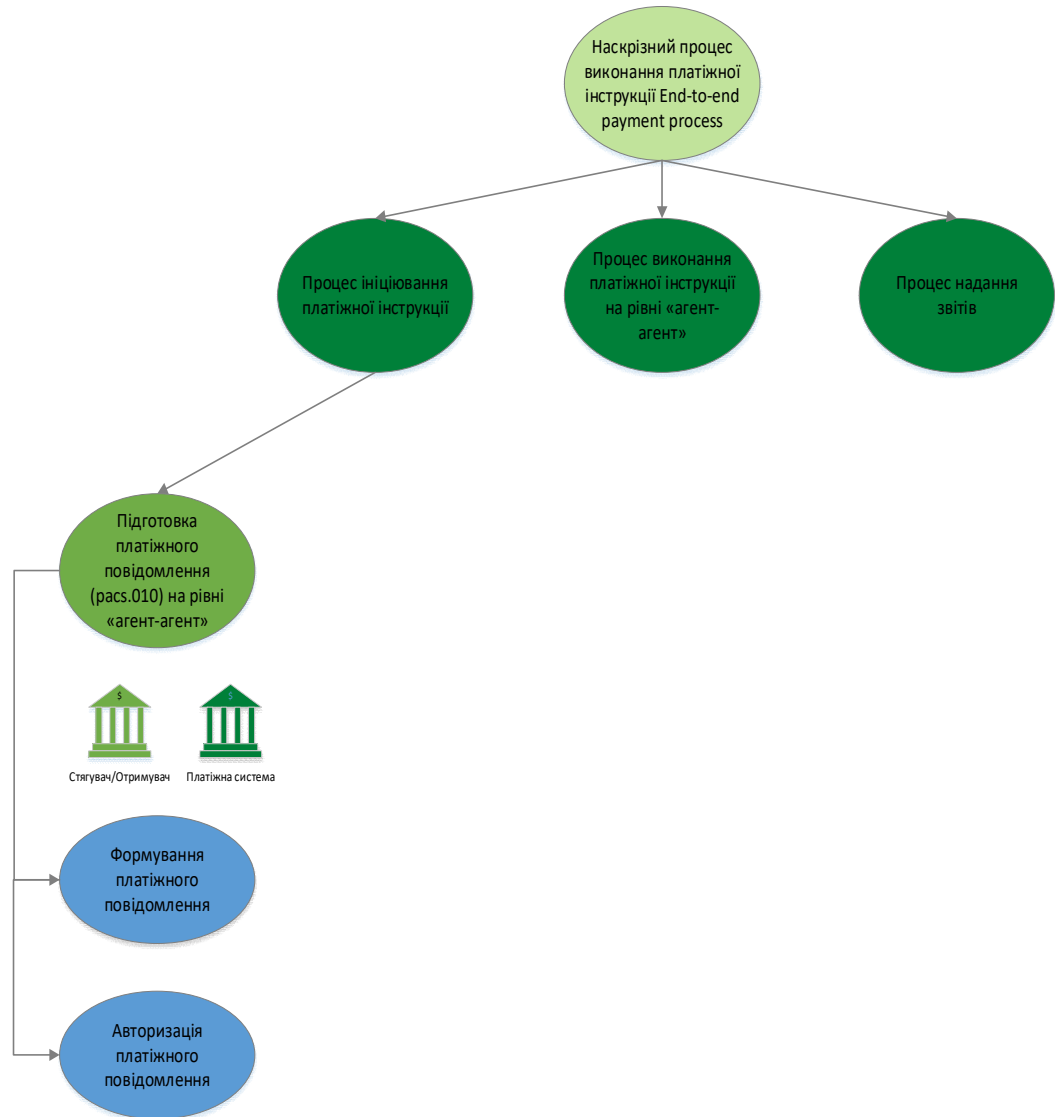 Наскрізний процес
виконання платіжної
інструкції End-to-end
payment process
Процес ініціювання
платіжної інструкції
Процес виконання
платіжної інструкції
на рівні «агент-
агент»
Процес надання
звітів
Підготовка
платіжного
повідомлення
(pacs.010) на рівні
«агент-агент»
$
$
Стягувач/Отримувач
Платіжна система
Формування
платіжного
повідомлення
Авторизація
платіжного
повідомлення